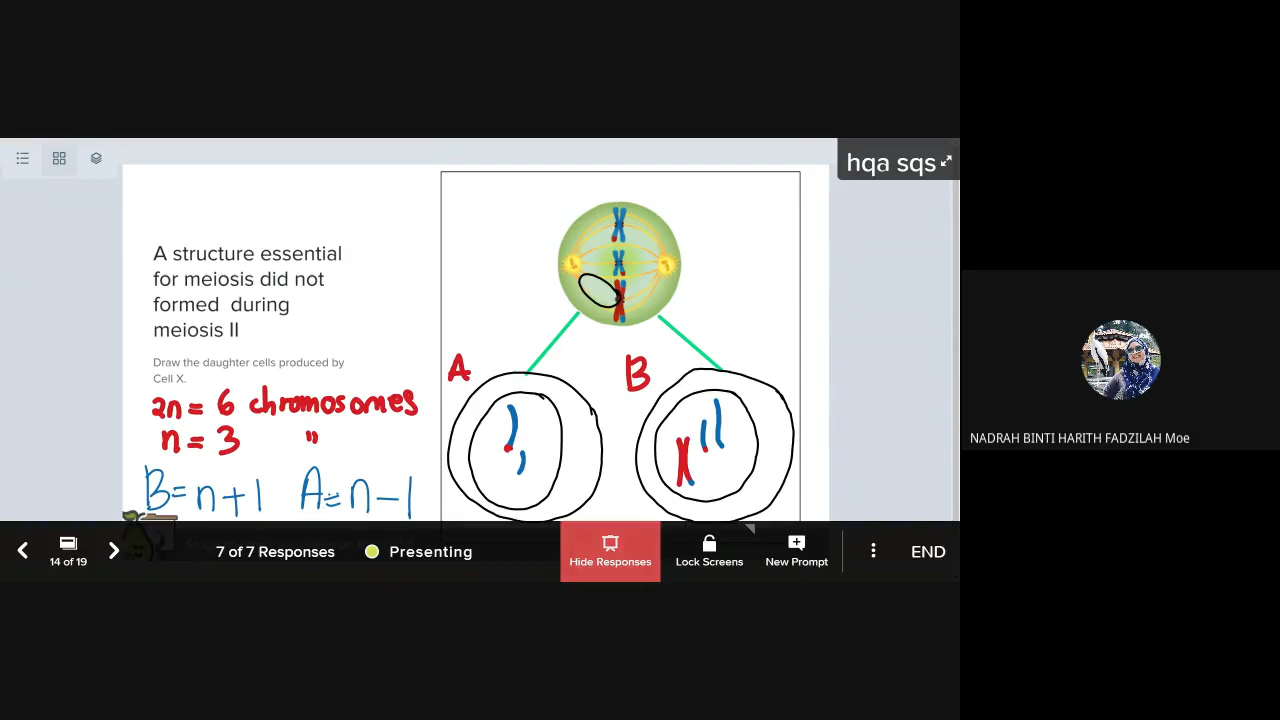 hqa sqs
A structure essential
for meiosis did not
formed during
meiosis II
Draw the daughter cells produced by
Cell X.
2n = 6 chromosomes
n = 3 "
B = n + 1 A = n - 1
A
B
NADRAH BINTI HARITH FADZILAH Moe
14 of 19
7 of 7 Responses
Presenting
Hide Responses
Lock Screens
New Prompt
END